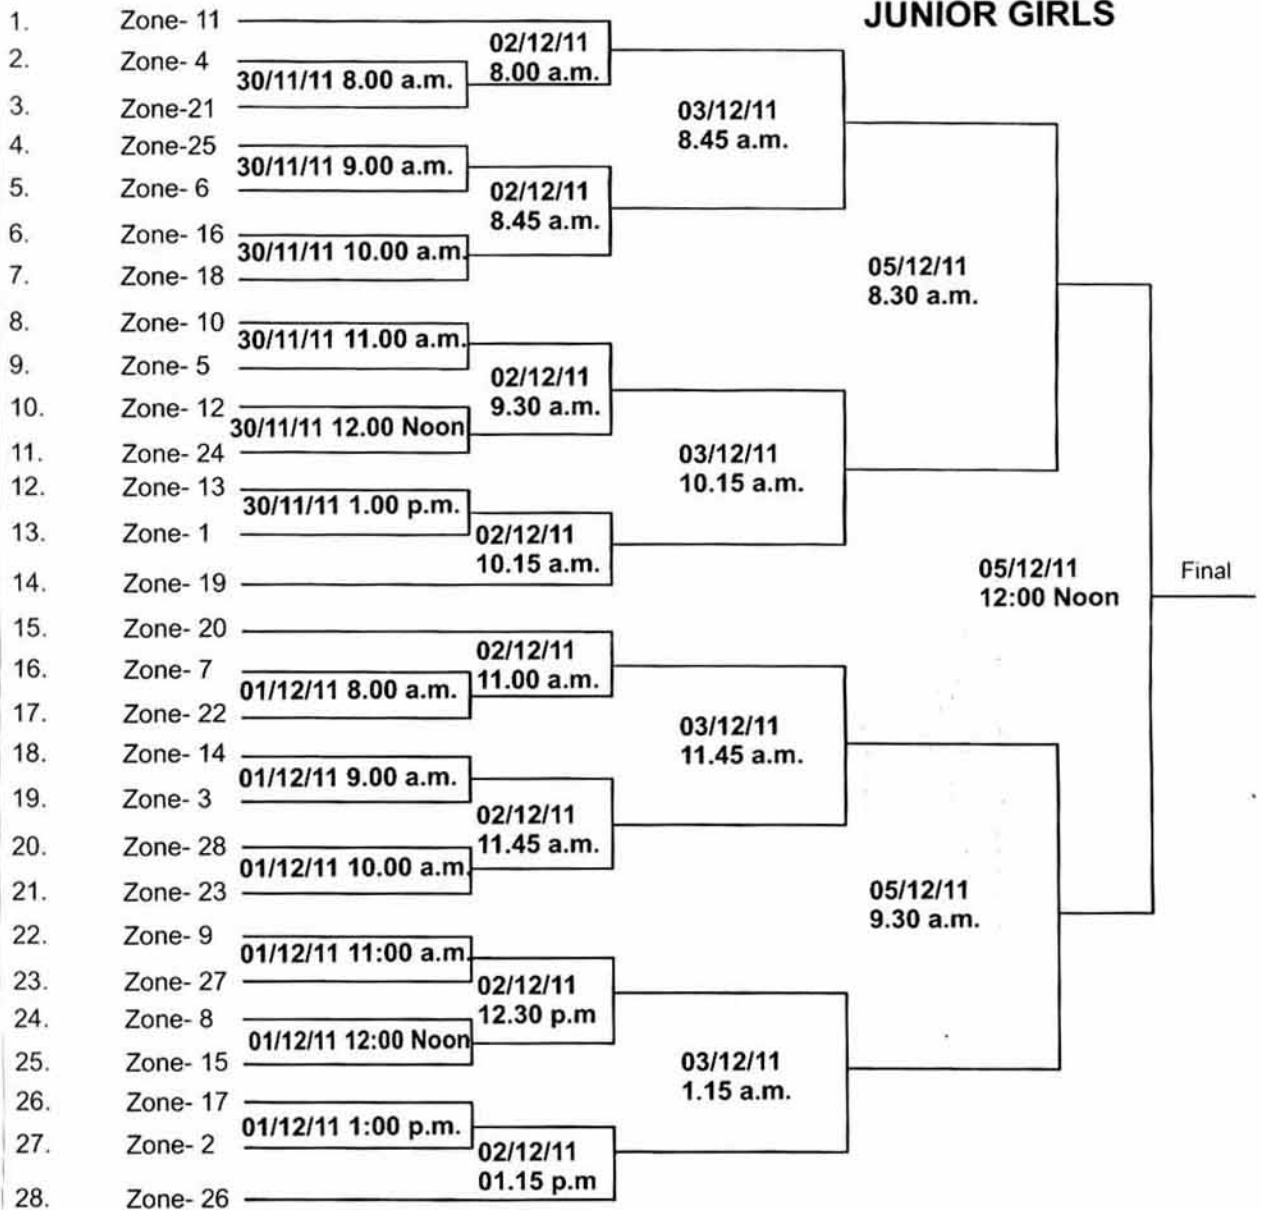 JUNIOR GIRLS
1. Zone- 11
02/12/11
8.00 a.m.
2. Zone- 4
30/11/11 8.00 a.m.
3. Zone-21
03/12/11
8.45 a.m.
4. Zone-25
30/11/11 9.00 a.m.
5. Zone- 6
02/12/11
8.45 a.m.
6. Zone- 16
30/11/11 10.00 a.m.
7. Zone- 18
05/12/11
8.30 a.m.
8. Zone- 10
30/11/11 11.00 a.m.
9. Zone- 5
02/12/11
9.30 a.m.
10. Zone- 12
30/11/11 12.00 Noon
11. Zone- 24
03/12/11
10.15 a.m.
12. Zone- 13
30/11/11 1.00 p.m.
13. Zone- 1
02/12/11
10.15 a.m.
14. Zone- 19
05/12/11
12:00 Noon
Final
15. Zone- 20
02/12/11
11.00 a.m.
16. Zone- 7
01/12/11 8.00 a.m.
17. Zone- 22
03/12/11
11.45 a.m.
18. Zone- 14
01/12/11 9.00 a.m.
19. Zone- 3
02/12/11
11.45 a.m.
20. Zone- 28
01/12/11 10.00 a.m.
21. Zone- 23
05/12/11
9.30 a.m.
22. Zone- 9
01/12/11 11:00 a.m.
23. Zone- 27
02/12/11
12.30 p.m
24. Zone- 8
01/12/11 12:00 Noon
25. Zone- 15
03/12/11
1.15 a.m.
26. Zone- 17
01/12/11 1:00 p.m.
27. Zone- 2
02/12/11
01.15 p.m
28. Zone- 26